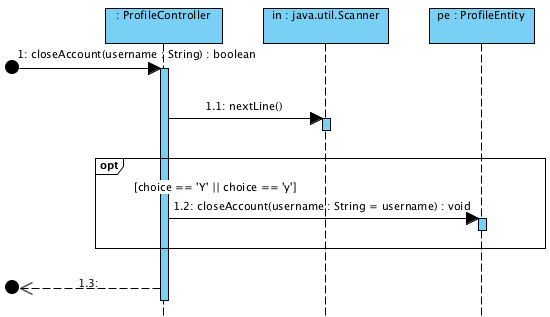 : ProfileController
in : java.util.Scanner
pe : ProfileEntity
1: closeAccount(username : String) : boolean
1.1: nextLine()
opt
[choice == 'Y' || choice == 'y']
1.2: closeAccount(username : String = username) : void
1.3: